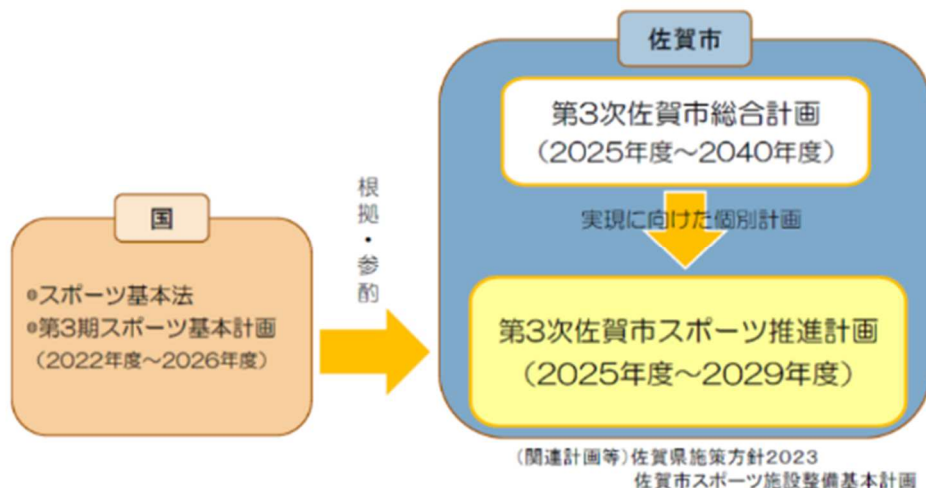 国
●スポーツ基本法
●第3期スポーツ基本計画
(2022年度～2026年度)
根拠・参酌
佐賀市
第3次佐賀市総合計画
(2025年度～2040年度)
実現に向けた個別計画
第3次佐賀市スポーツ推進計画
(2025年度～2029年度)
(関連計画等)佐賀県施策方針2023
佐賀市スポーツ施設整備基本計画